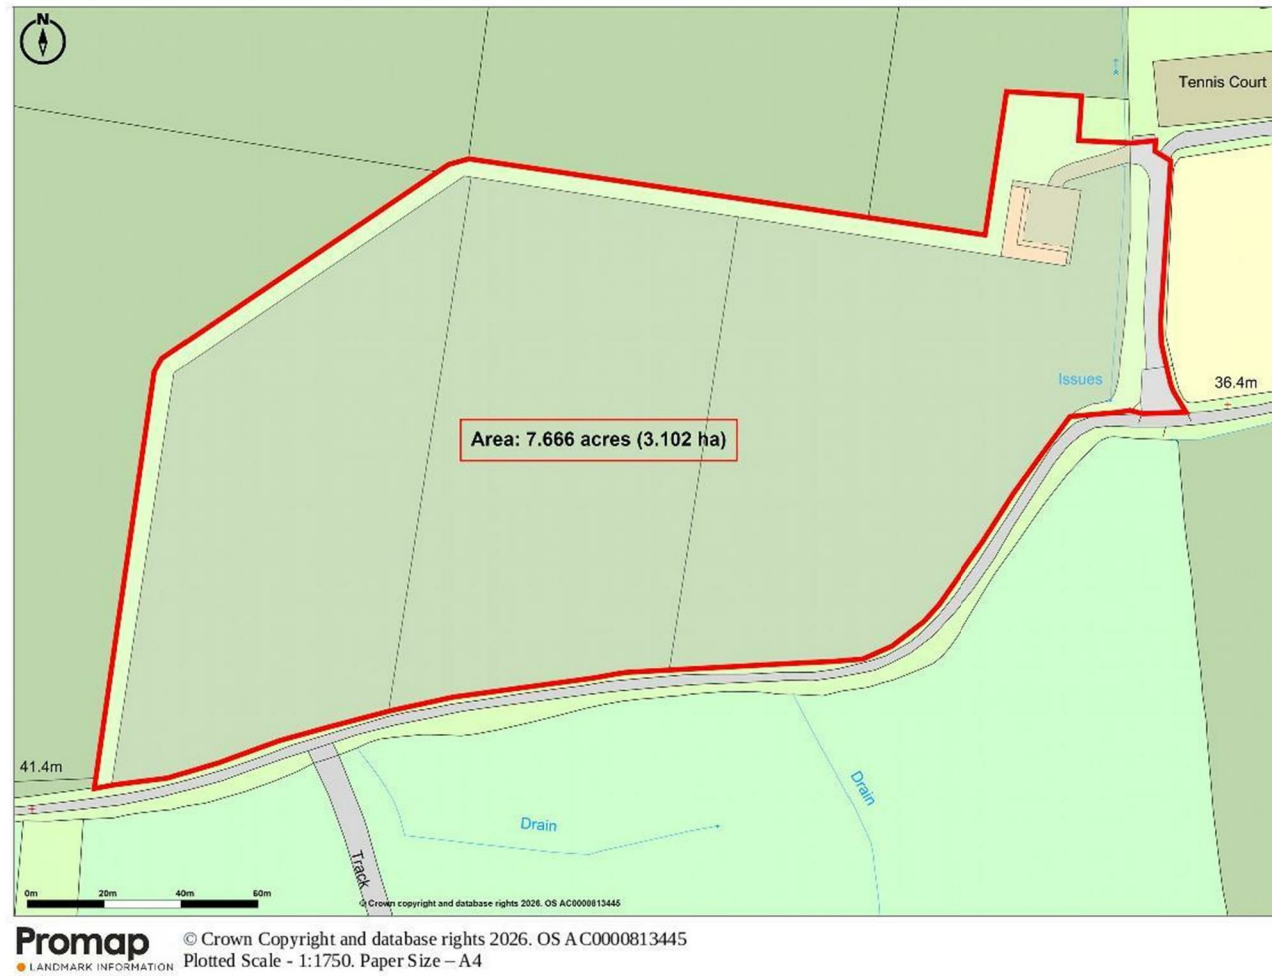 N
Tennis Court
Issues
36.4m
Area: 7.666 acres (3.102 ha)
41.4m
Drain
Drain
Track
0m 20m 40m 60m
© Crown copyright and database rights 2026. OS AC0000813445
Promap
LANDMARK INFORMATION
© Crown Copyright and database rights 2026. OS AC0000813445
Plotted Scale - 1:1750. Paper Size – A4